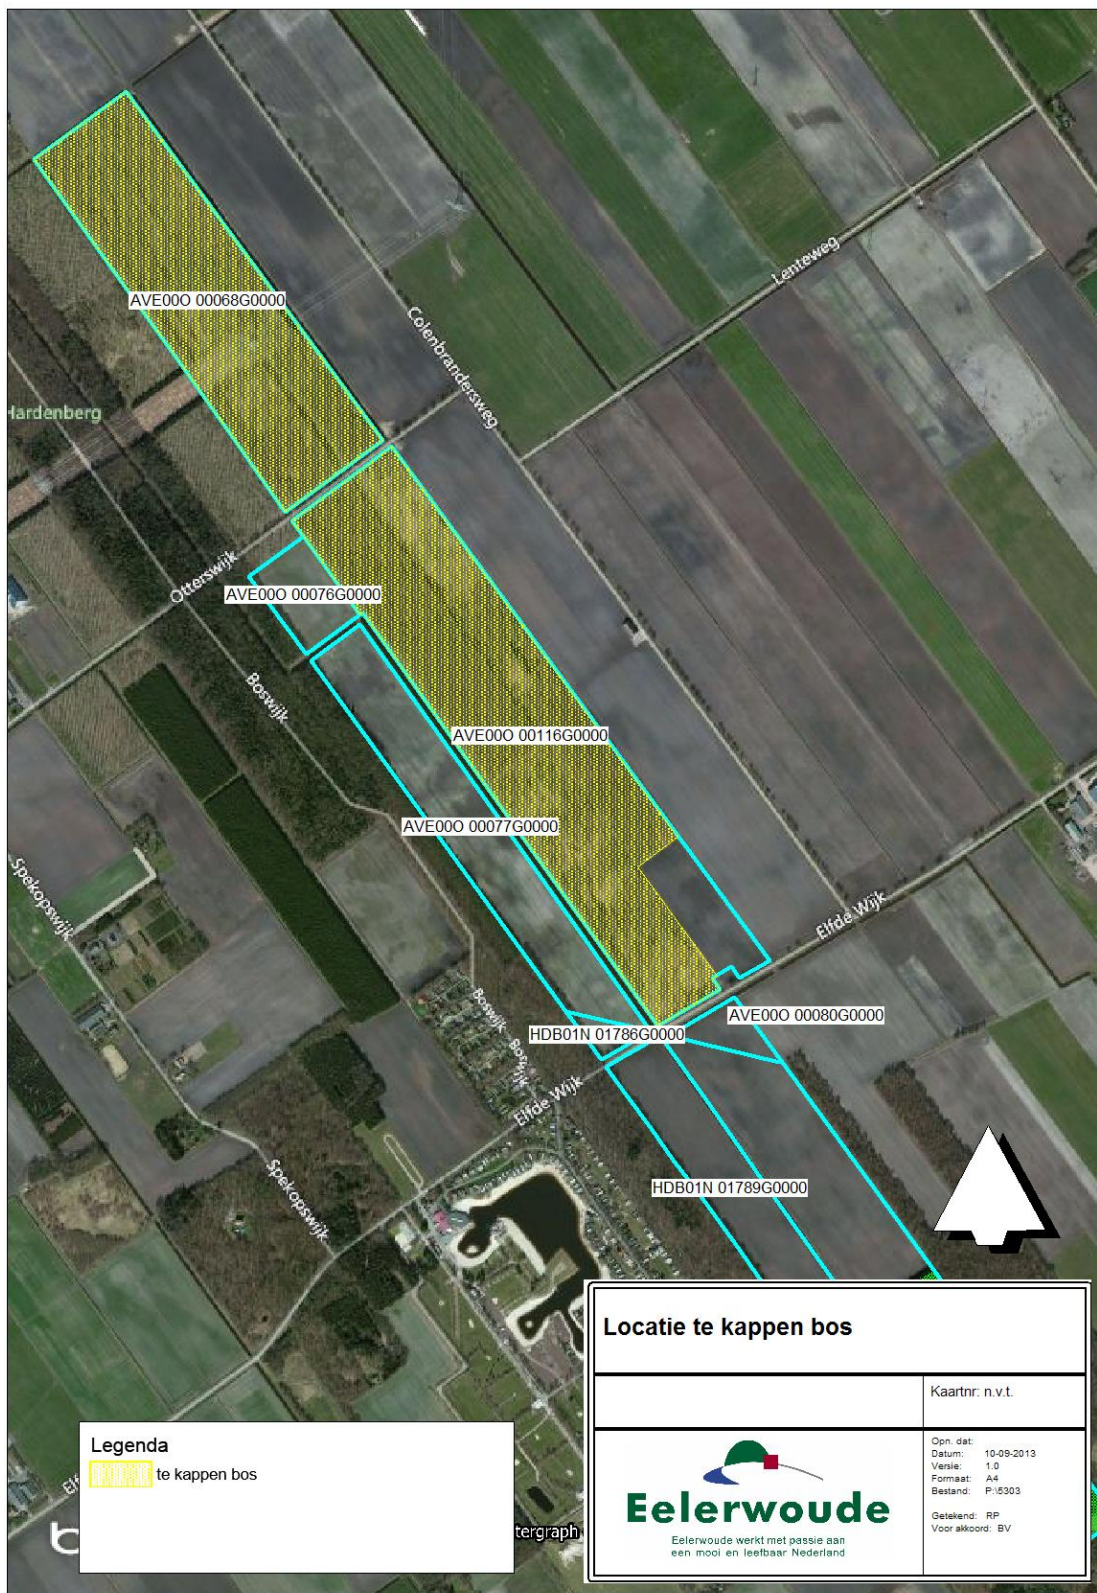 AVE00O 00068G0000
Lenteweg
Colenbrandersweg
Hardenberg
Otterswijk
AVE00O 00076G0000
Boswijk
AVE00O 00116G0000
AVE00O 00077G0000
Spekopswijk
Elfde Wijk
Boswijk
Boswijk
AVE00O 00080G0000
HDB01N 01786G0000
Elfde Wijk
Spekopswijk
HDB01N 01789G0000
Locatie te kappen bos
Kaartnr: n.v.t.
Legenda
te kappen bos
Opn. dat:
Datum: 10-09-2013
Versie: 1.0
Formaat: A4
Bestand: P:\5303
Getekend: RP
Voor akkoord: BV
Eelerwoude
Eelerwoude werkt met passie aan
een mooi en leefbaar Nederland
Elf
b
tergraph